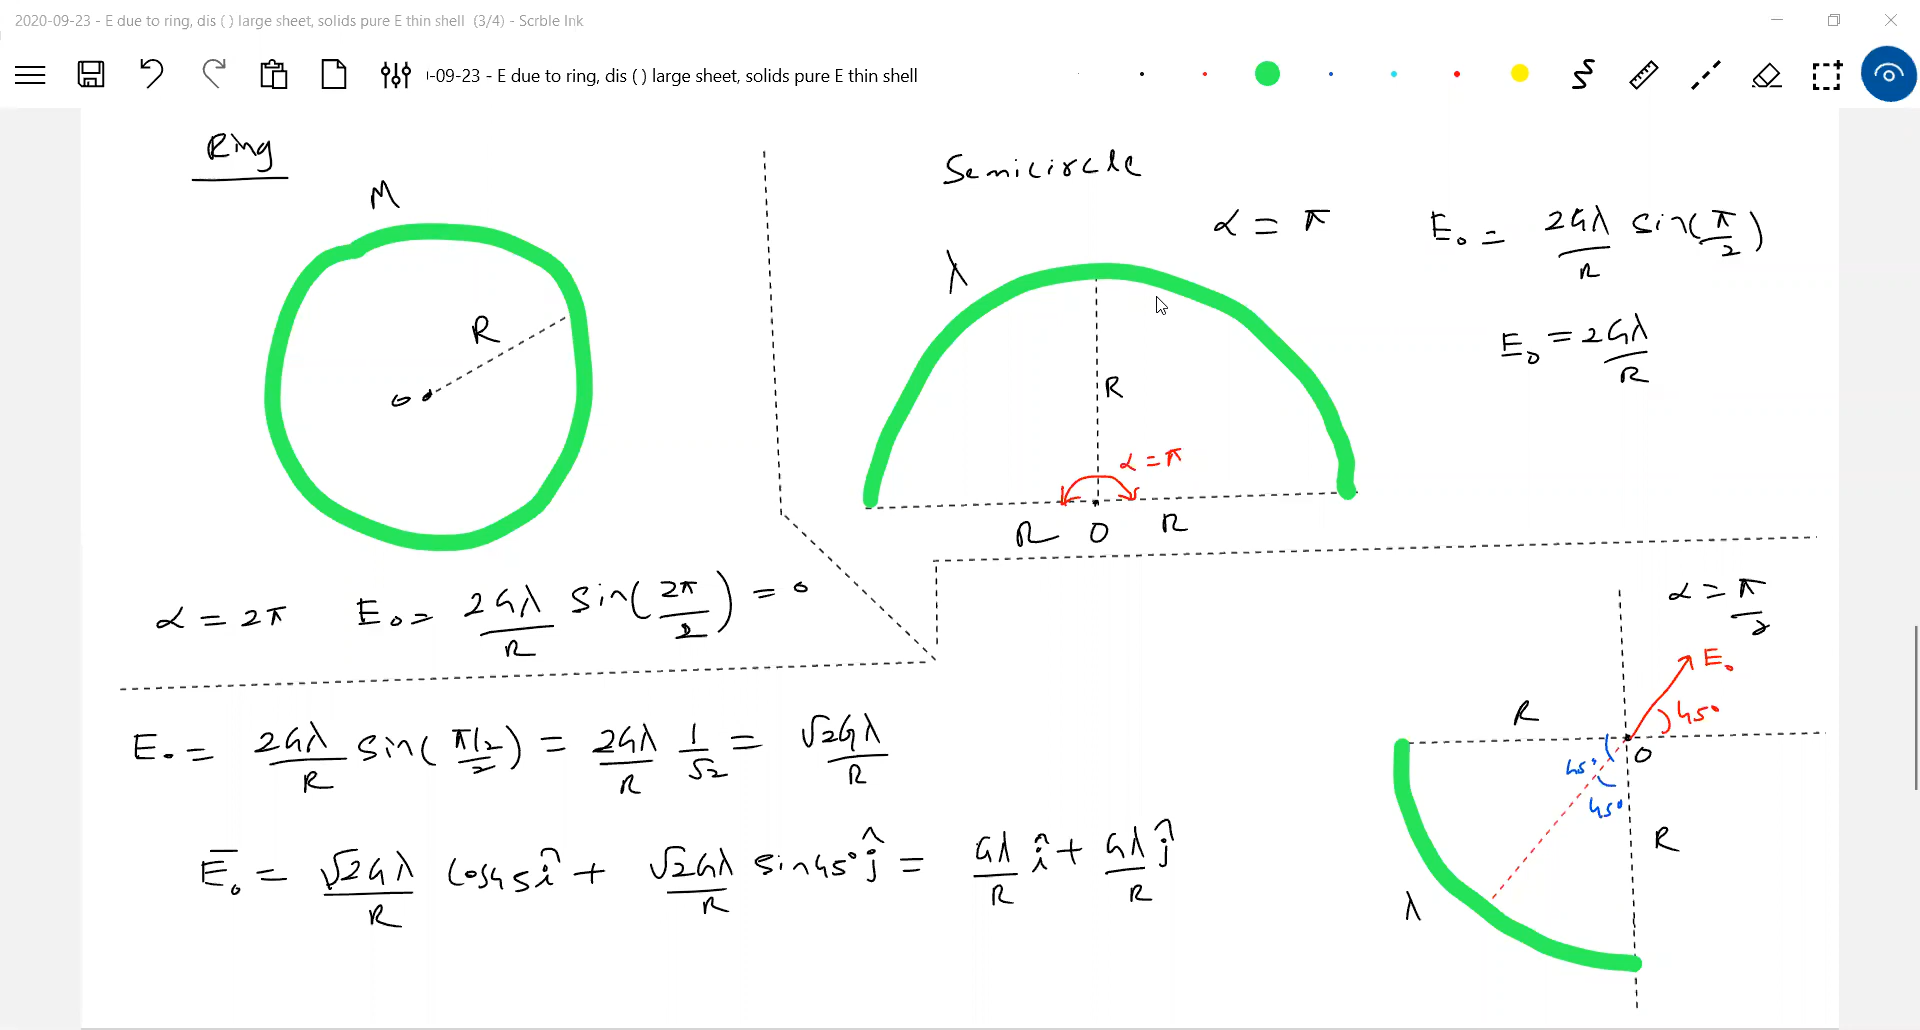 2020-09-23 - E due to ring, dis ( ) large sheet, solids pure E thin shell (3/4) - Scrble Ink
-09-23 - E due to ring, dis ( ) large sheet, solids pure E thin shell
Ring
M
R
O
α = 2π E₀ = 2Gλ/R sin(2π/2) = 0
Semicircle
α = π E₀ = 2Gλ/R sin(π/2)
λ
E₀ = 2Gλ/R
R
α = π
R O R
α = π/2
E₀
45°
R
O
45°
45°
R
λ
E₀ = 2Gλ/R sin(π/2/2) = 2Gλ/R 1/√2 = √2Gλ/R
E̅₀ = √2Gλ/R cos45 î + √2Gλ/R sin45° ĵ = Gλ/R î + Gλ/R ĵ